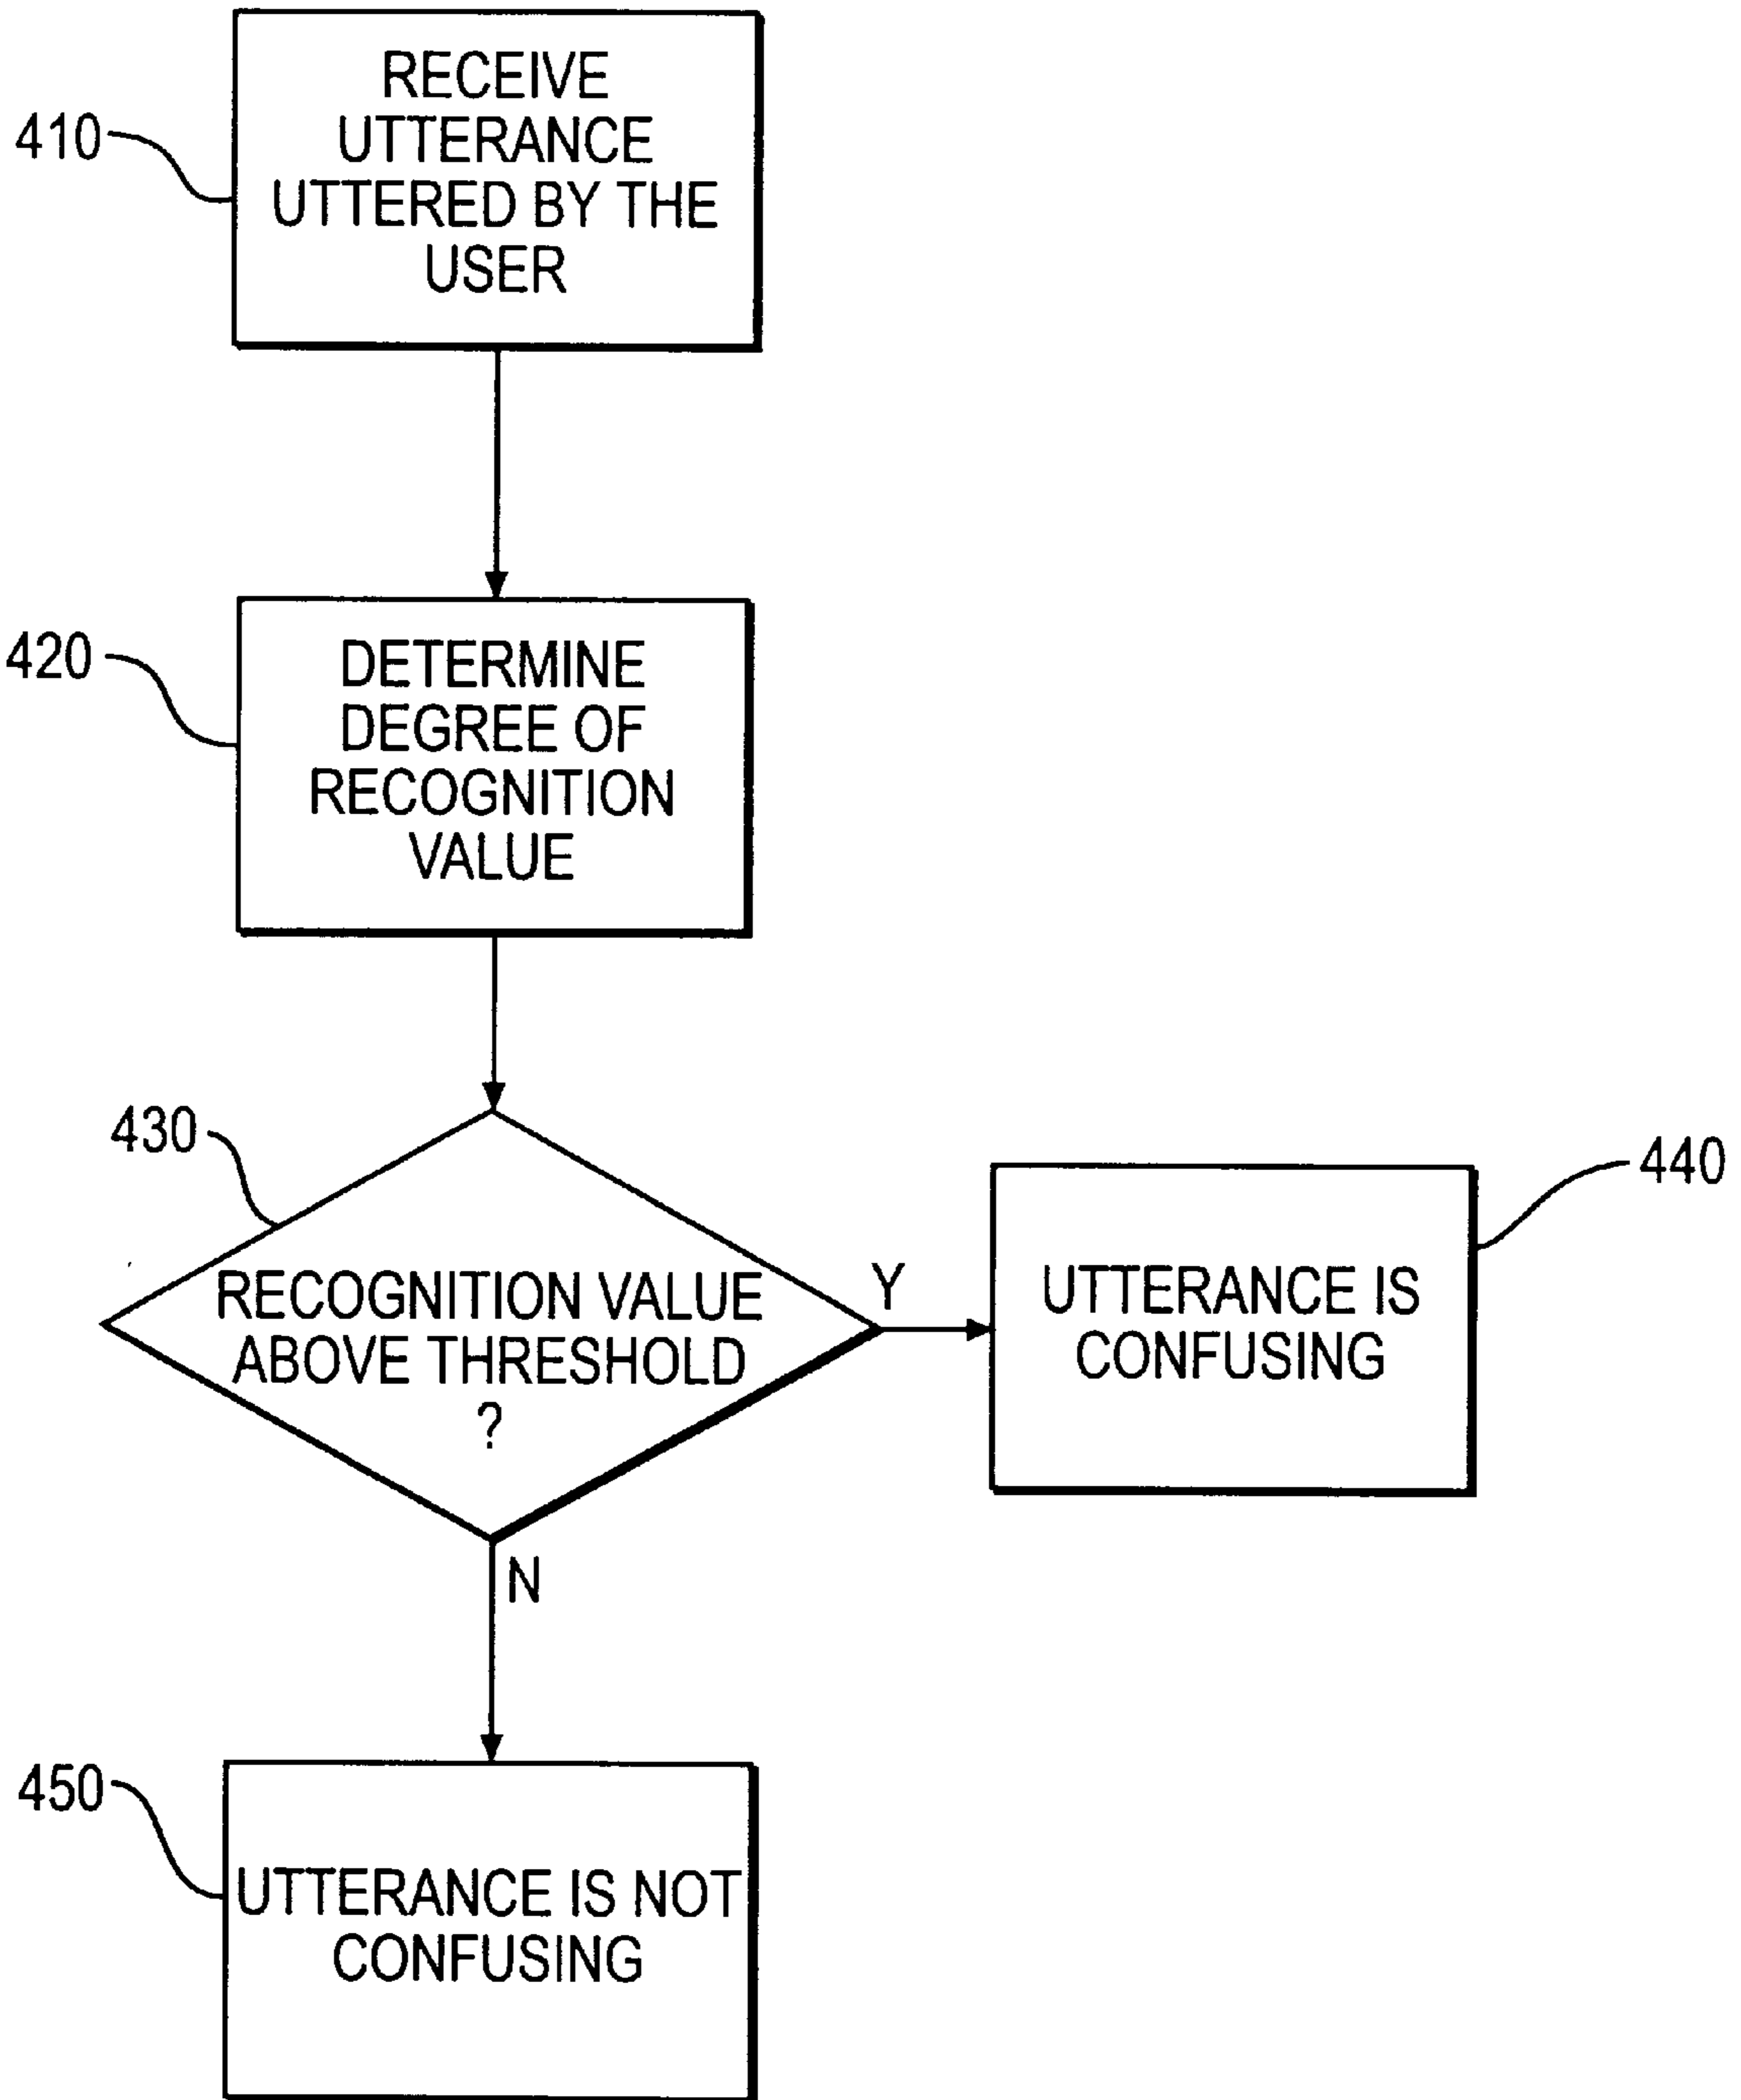 410
RECEIVE
UTTERANCE
UTTERED BY THE
USER
420
DETERMINE
DEGREE OF
RECOGNITION
VALUE
430
RECOGNITION VALUE
ABOVE THRESHOLD
?
Y
440
UTTERANCE IS
CONFUSING
N
450
UTTERANCE IS NOT
CONFUSING